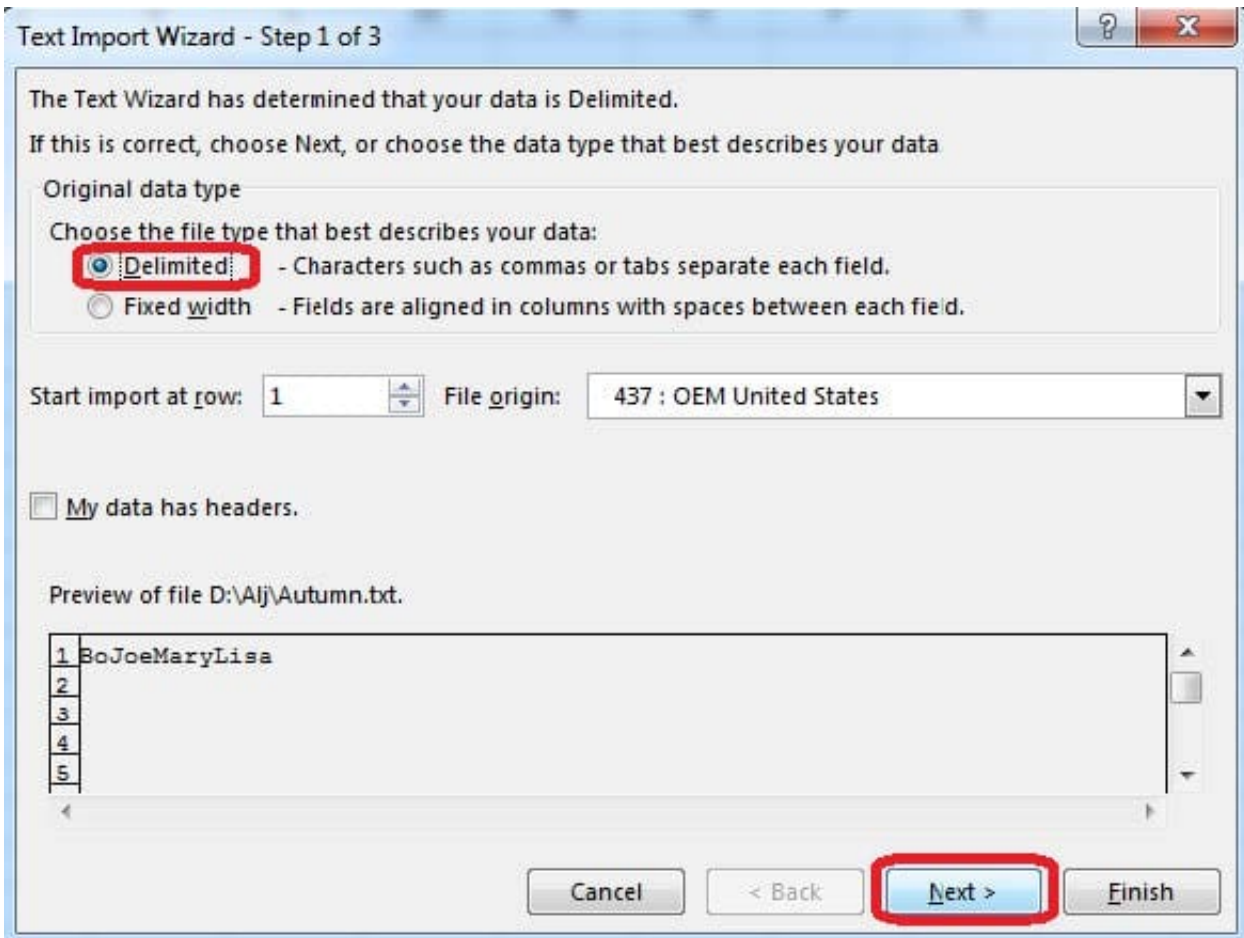 Text Import Wizard - Step 1 of 3
The Text Wizard has determined that your data is Delimited.
If this is correct, choose Next, or choose the data type that best describes your data
Original data type
Choose the file type that best describes your data:
Delimited - Characters such as commas or tabs separate each field.
Fixed width - Fields are aligned in columns with spaces between each field.
Start import at row: 1 File origin: 437 : OEM United States
My data has headers.
Preview of file D:\Alj\Autumn.txt.
1 BoJoeMaryLisa
2
3
4
5
Cancel < Back Next > Finish